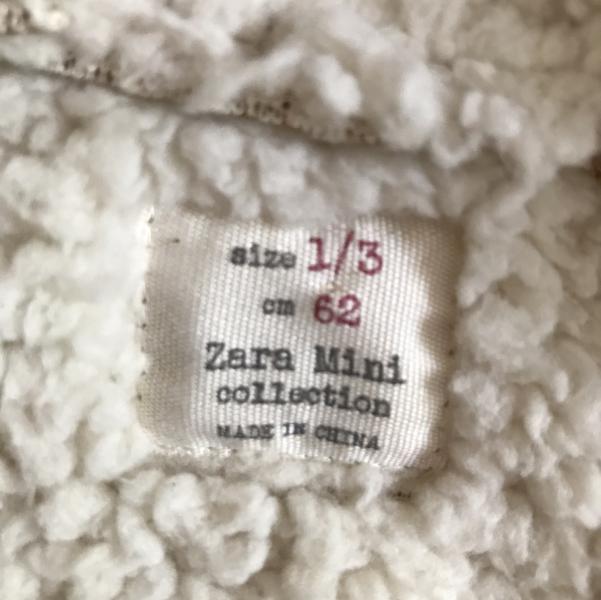 size 1/3
cm 62
Zara Mini
collection
MADE IN CHINA